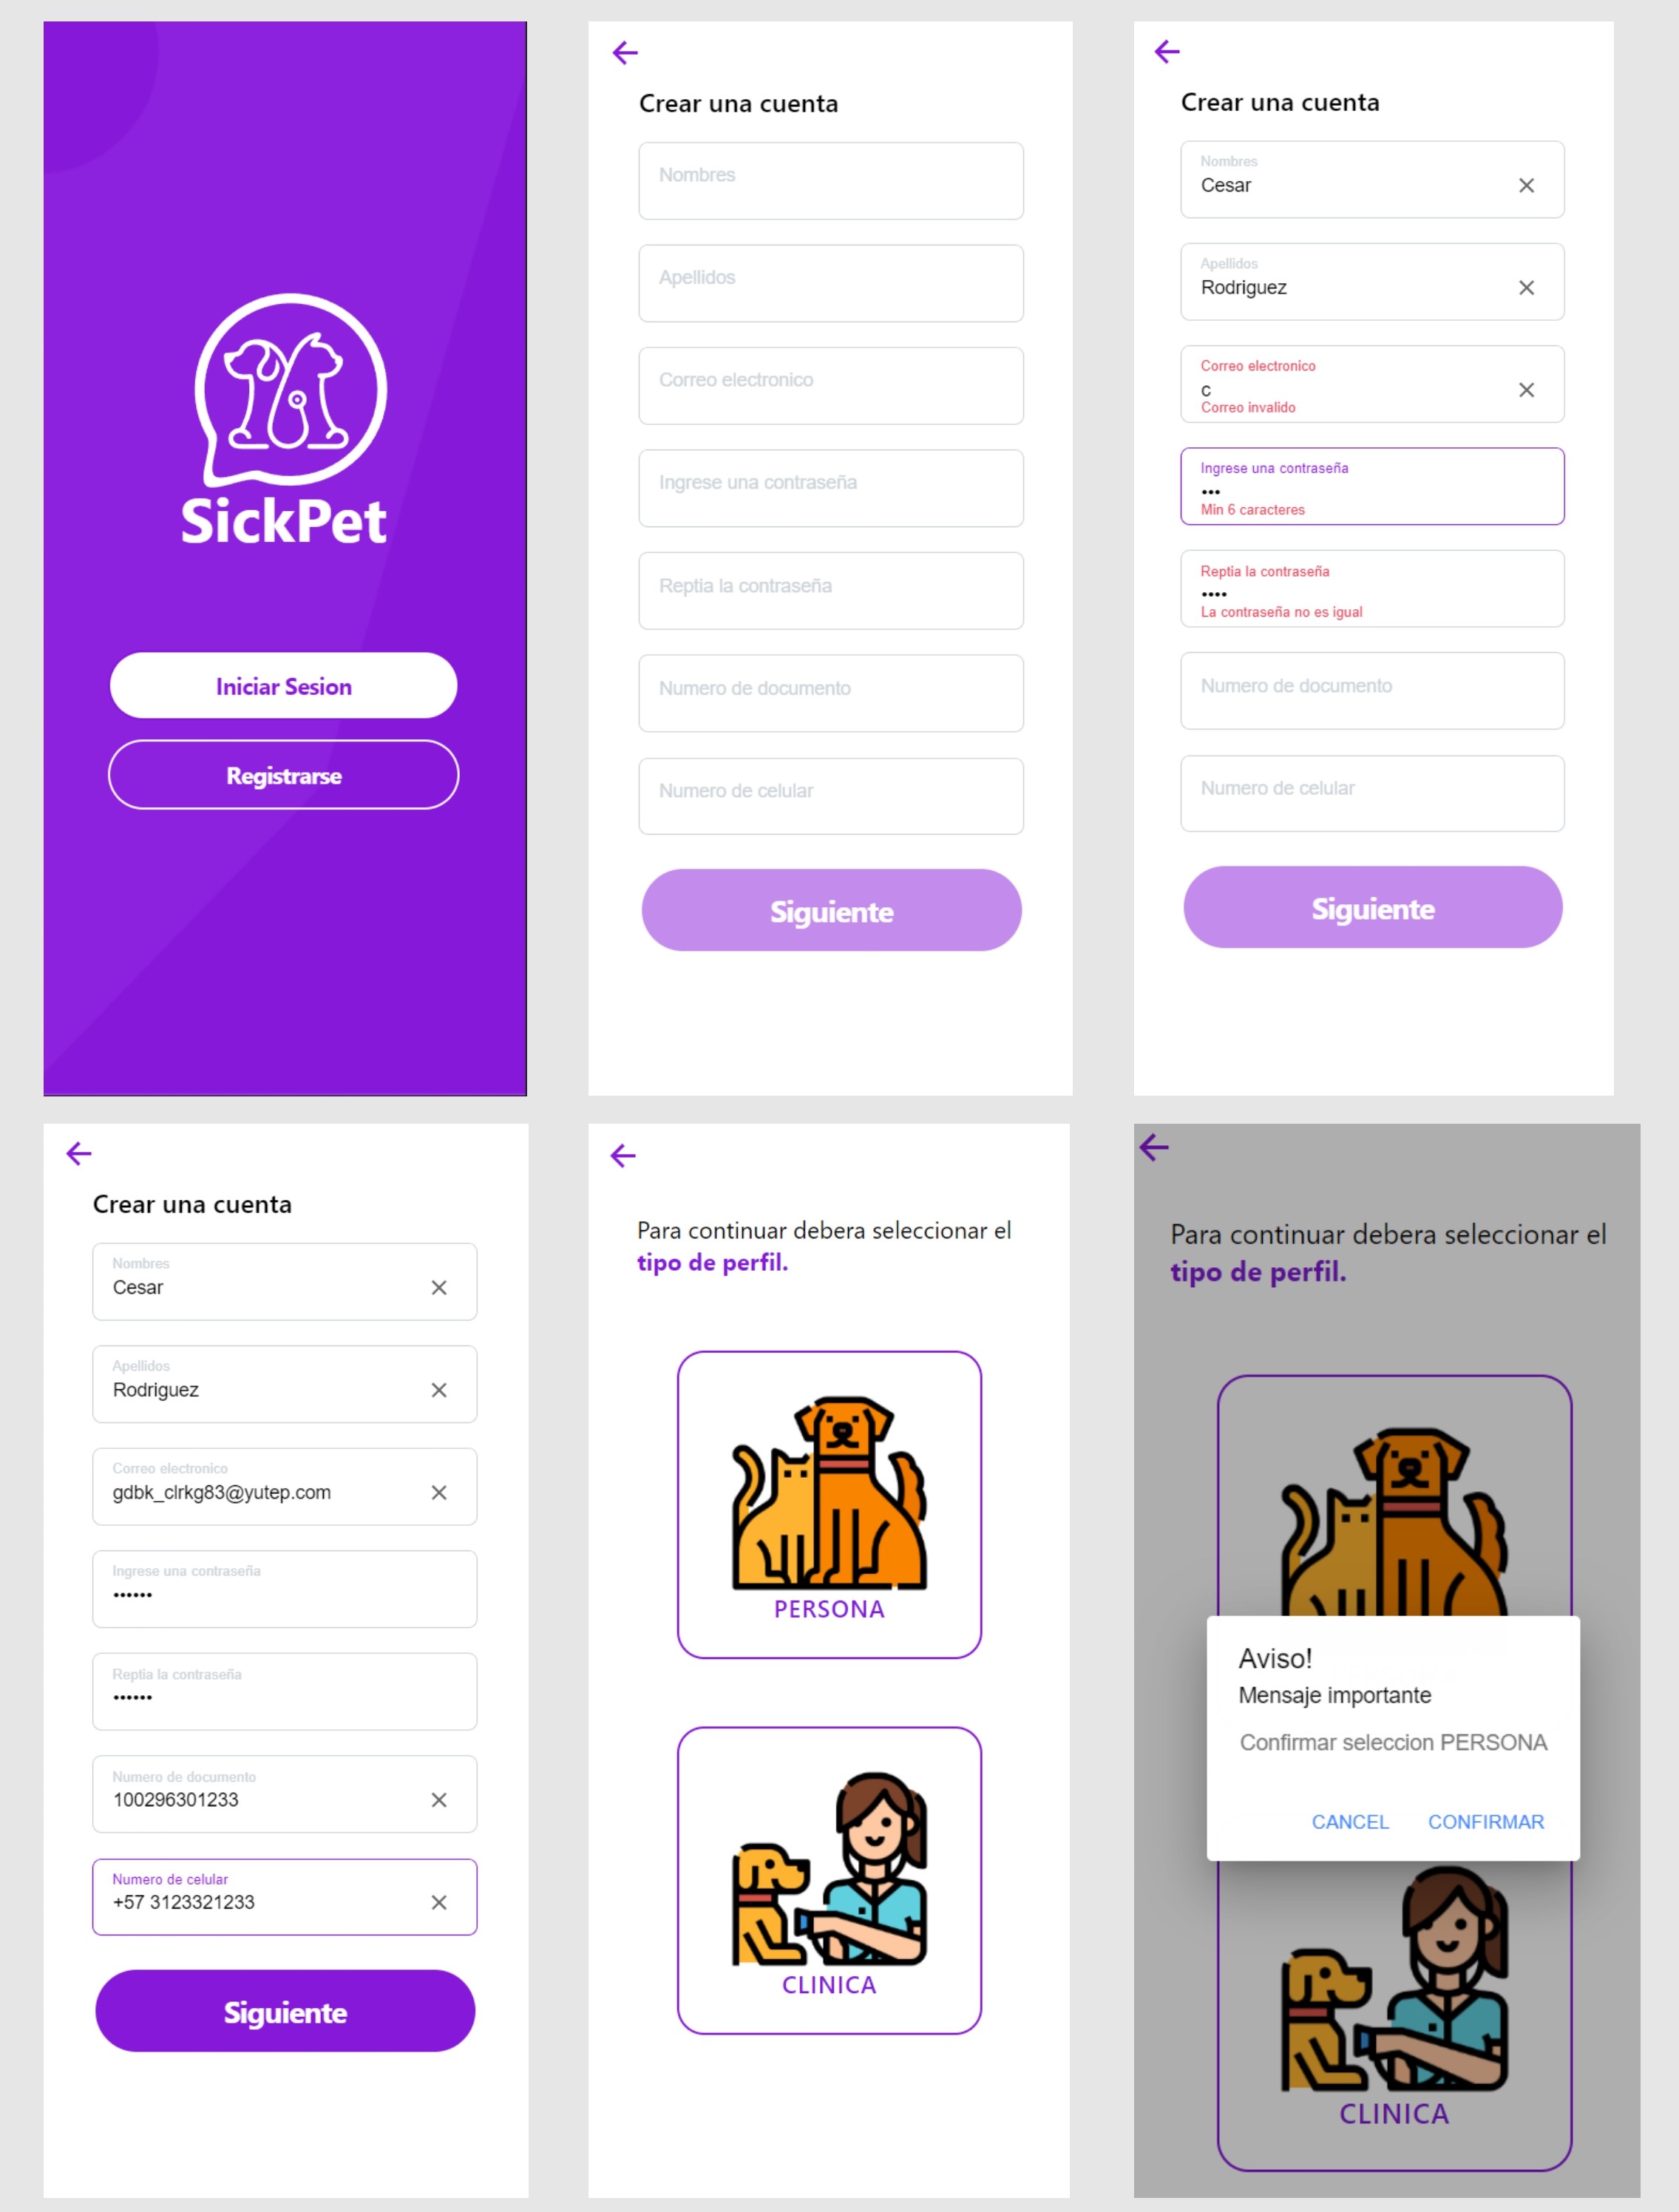 SickPet
Iniciar Sesion
Registrarse
Crear una cuenta
Nombres
Apellidos
Correo electronico
Ingrese una contraseña
Reptia la contraseña
Numero de documento
Numero de celular
Siguiente
Crear una cuenta
Nombres
Cesar
Apellidos
Rodriguez
Correo electronico
c
Correo invalido
Ingrese una contraseña
•••
Min 6 caracteres
Reptia la contraseña
••••
La contraseña no es igual
Numero de documento
Numero de celular
Siguiente
Crear una cuenta
Nombres
Cesar
Apellidos
Rodriguez
Correo electronico
gdbk_clrkg83@yutep.com
Ingrese una contraseña
••••••
Reptia la contraseña
••••••
Numero de documento
100296301233
Numero de celular
+57 3123321233
Siguiente
Para continuar debera seleccionar el
tipo de perfil.
PERSONA
CLINICA
Para continuar debera seleccionar el
tipo de perfil.
Aviso!
Mensaje importante
Confirmar seleccion PERSONA
CANCEL CONFIRMAR
CLINICA